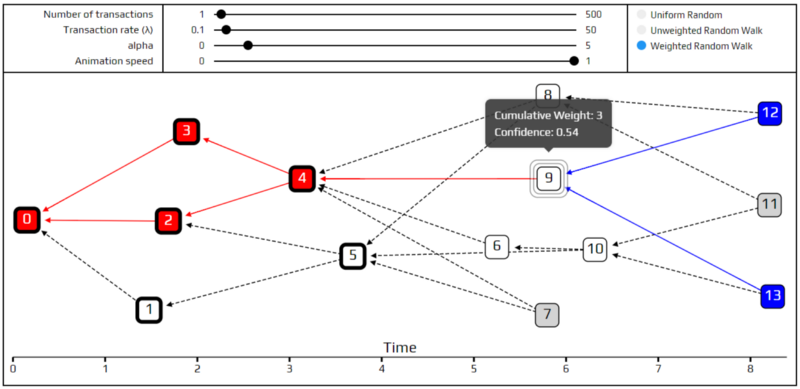 Number of transactions 1 500
Transaction rate (λ) 0.1 50
alpha 0 5
Animation speed 0 1
Uniform Random
Unweighted Random Walk
Weighted Random Walk
8
12
Cumulative Weight: 3
Confidence: 0.54
3
4
9
11
0
2
6
10
5
13
1
7
Time
0 1 2 3 4 5 6 7 8